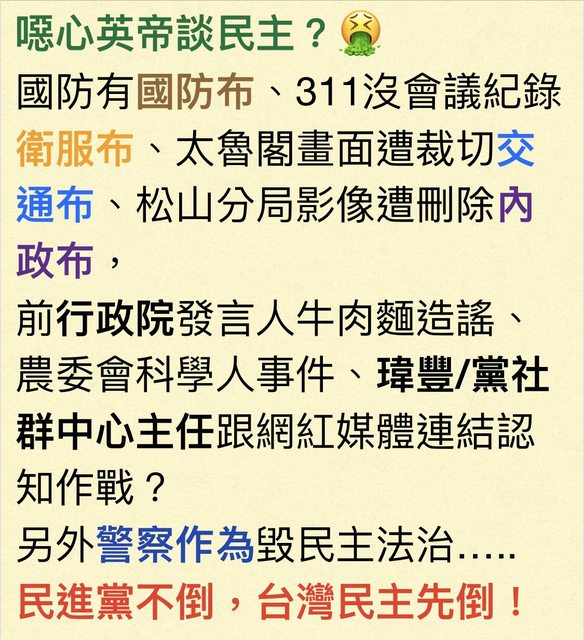 噁心英帝談民主？🤮
國防有國防布、311沒會議紀錄
衛服布、太魯閣畫面遭裁切交
通布、松山分局影像遭刪除內
政布，
前行政院發言人牛肉麵造謠、
農委會科學人事件、瑋豐/黨社
群中心主任跟網紅媒體連結認
知作戰？
另外警察作為毀民主法治…..
民進黨不倒，台灣民主先倒！